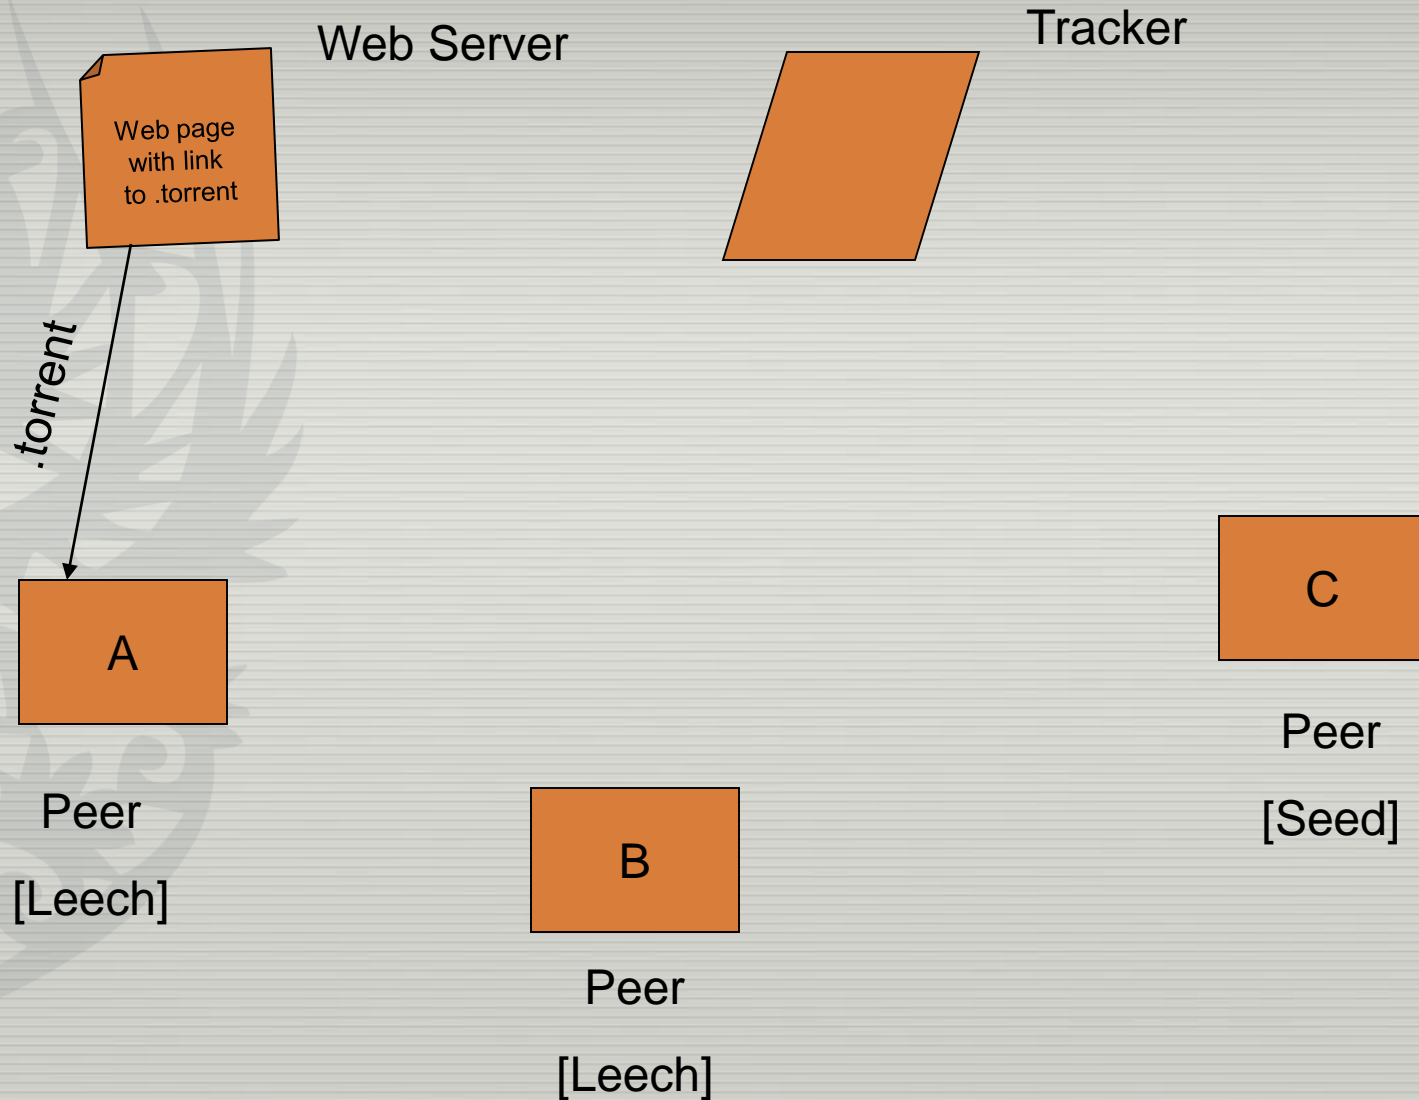 Web Server
Tracker
Web page
with link
to .torrent
.torrent
A
Peer
[Leech]
B
Peer
[Leech]
C
Peer
[Seed]